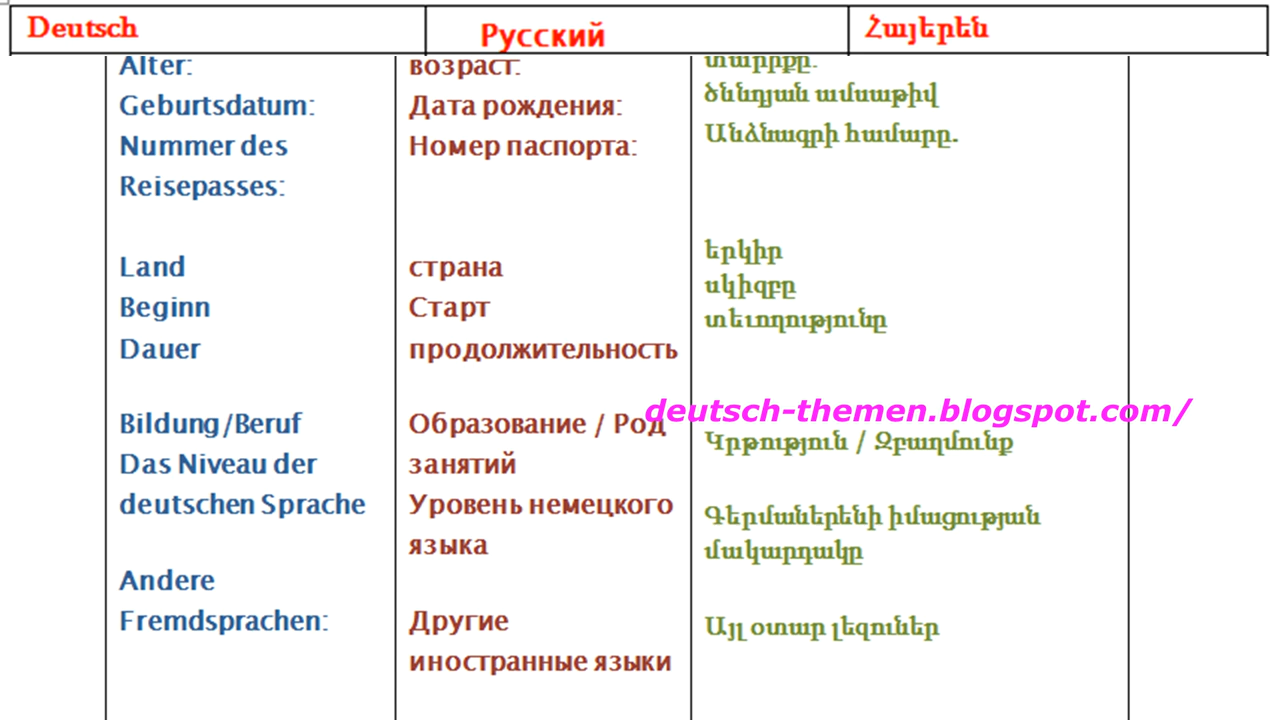 Deutsch
Русский
Հայերեն
Alter:
Geburtsdatum:
Nummer des
Reisepasses:
Land
Beginn
Dauer
Bildung/Beruf
Das Niveau der
deutschen Sprache
Andere
Fremdsprachen:
возраст:
Дата рождения:
Номер паспорта:
страна
Старт
продолжительность
Образование / Род
занятий
Уровень немецкого
языка
Другие
иностранные языки
տարիքը.
ծննդյան ամսաթիվ
Անձնագրի համարը.
երկիր
սկիզբը
տեւողությունը
deutsch-themen.blogspot.com/
Կրթություն / Զբաղմունք
Գերմաներենի իմացության
մակարդակը
Այլ օտար լեզուներ